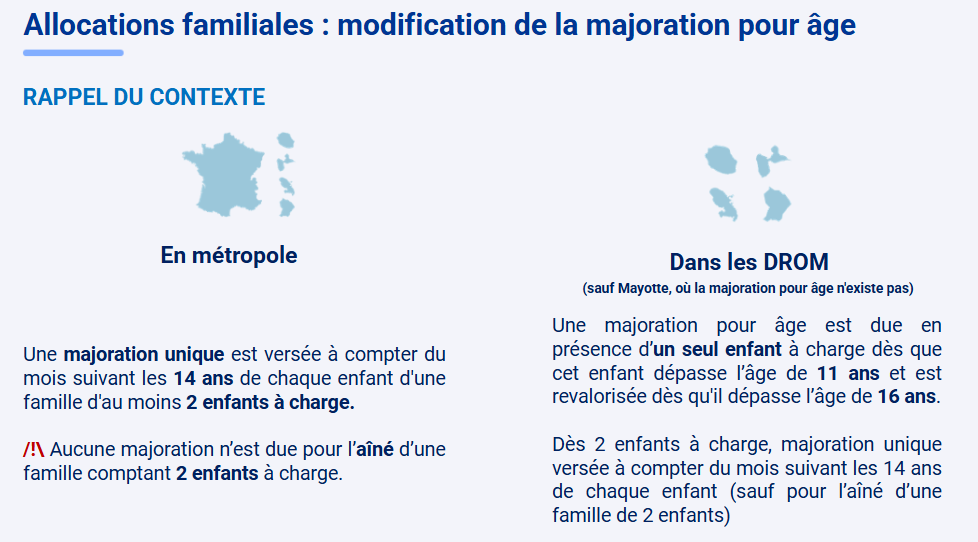 Allocations familiales : modification de la majoration pour âge
RAPPEL DU CONTEXTE
En métropole
Une majoration unique est versée à compter du
mois suivant les 14 ans de chaque enfant d'une
famille d'au moins 2 enfants à charge.
/!\ Aucune majoration n’est due pour l’aîné d’une
famille comptant 2 enfants à charge.
Dans les DROM
(sauf Mayotte, où la majoration pour âge n'existe pas)
Une majoration pour âge est due en
présence d’un seul enfant à charge dès que
cet enfant dépasse l’âge de 11 ans et est
revalorisée dès qu'il dépasse l’âge de 16 ans.
Dès 2 enfants à charge, majoration unique
versée à compter du mois suivant les 14 ans
de chaque enfant (sauf pour l’aîné d’une
famille de 2 enfants)